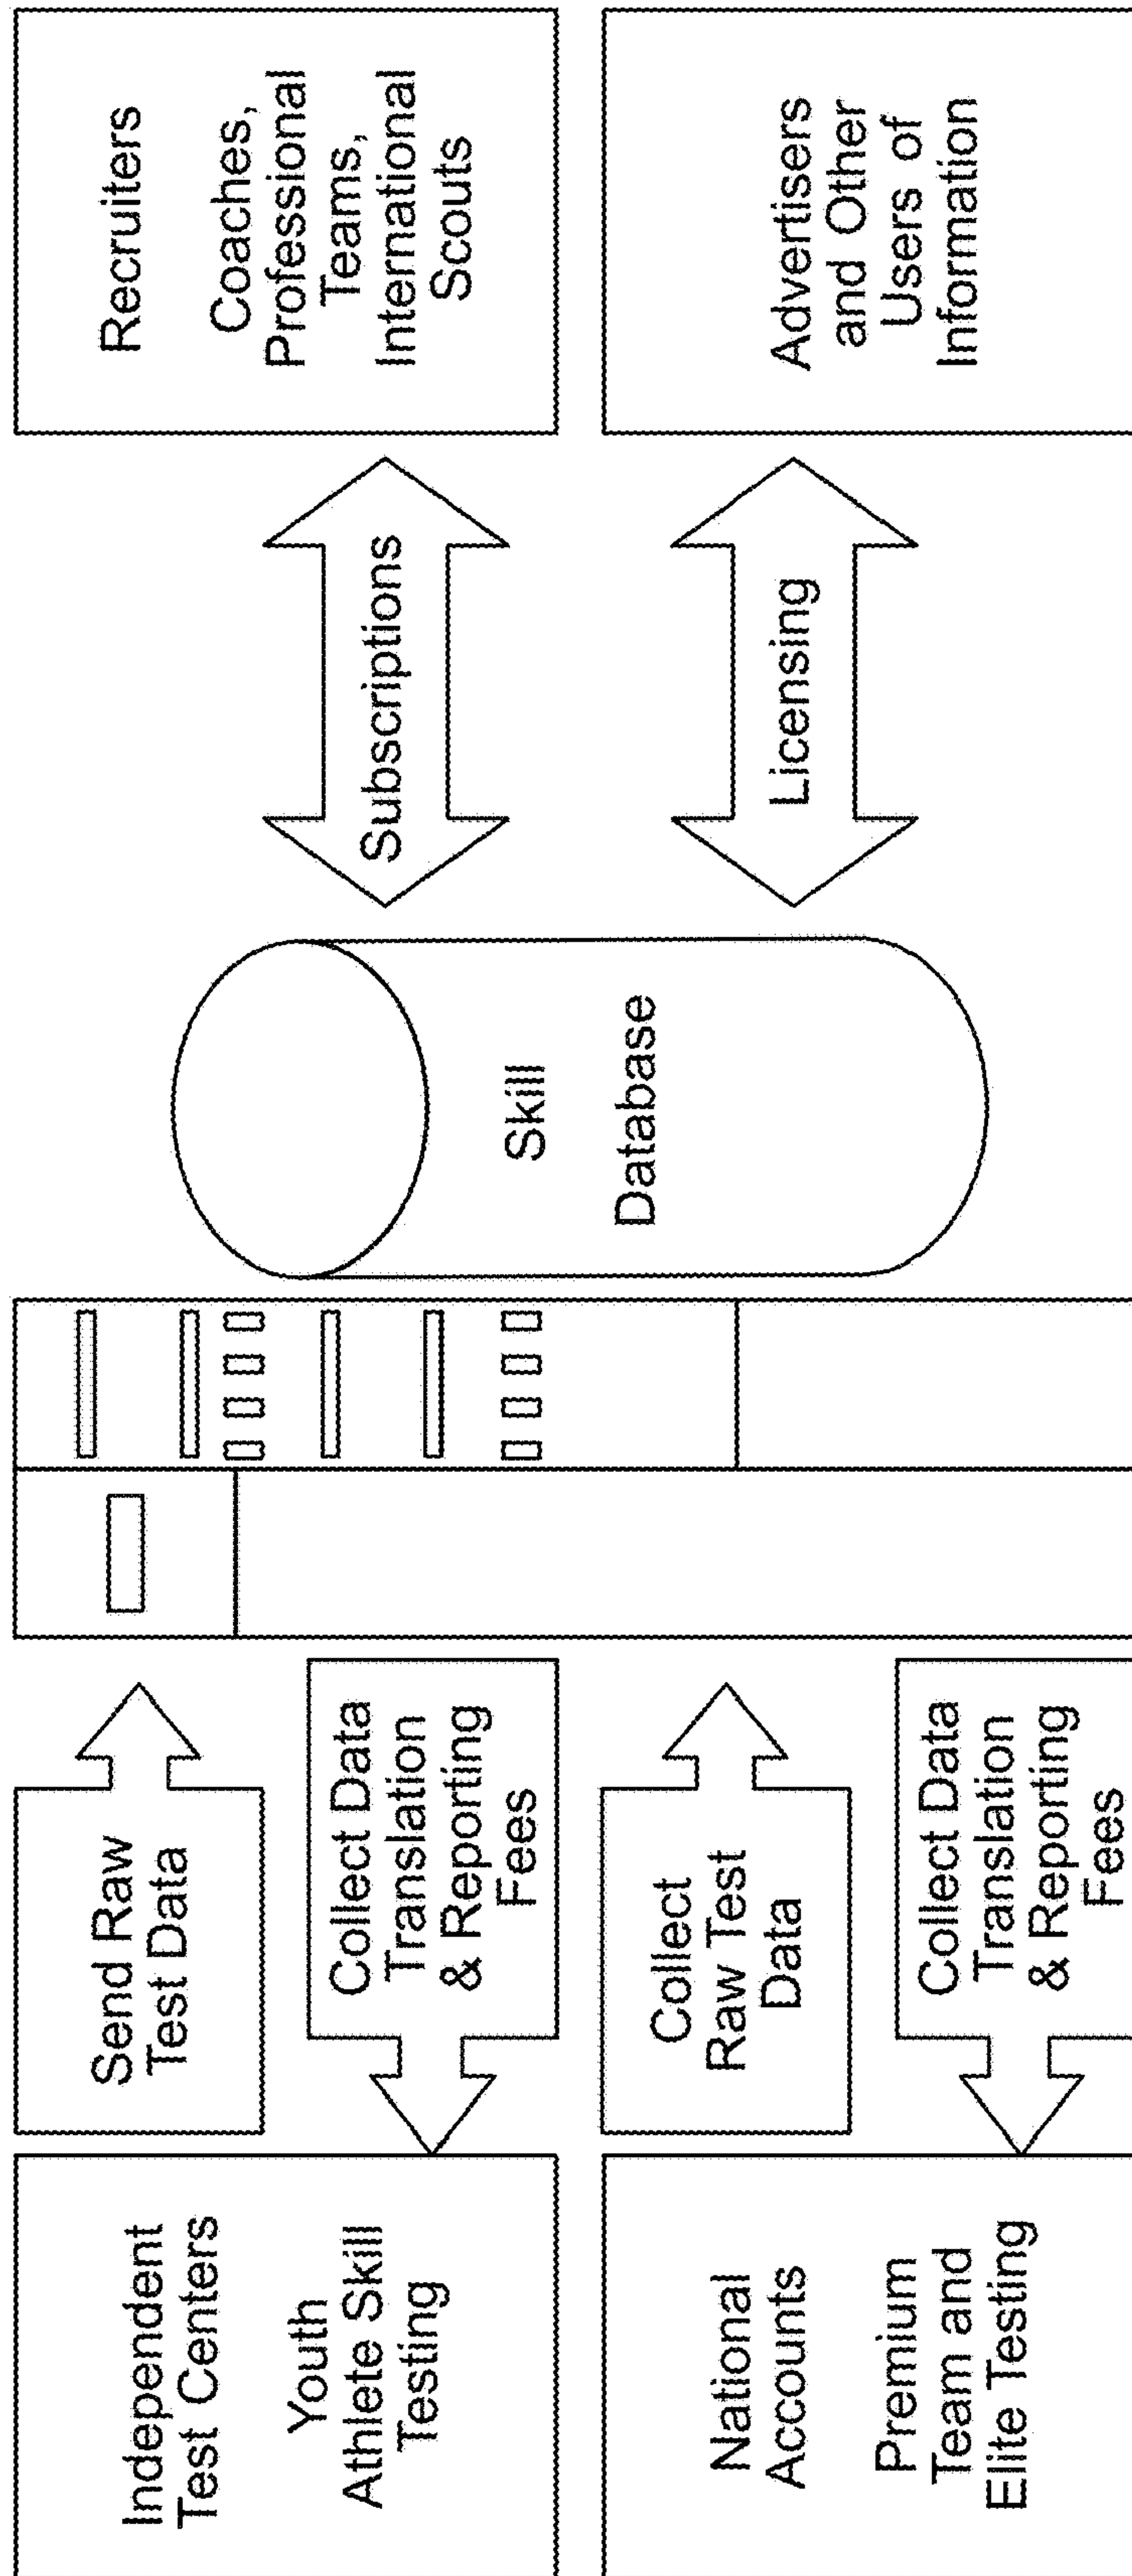 Independent
Test Centers
Youth
Athlete Skill
Testing
National
Accounts
Premium
Team and
Elite Testing
Send Raw
Test Data
Collect Data
Translation
& Reporting
Fees
Collect
Raw Test
Data
Collect Data
Translation
& Reporting
Fees
Skill
Database
Subscriptions
Licensing
Recruiters
Coaches,
Professional
Teams,
International
Scouts
Advertisers
and Other
Users of
Information